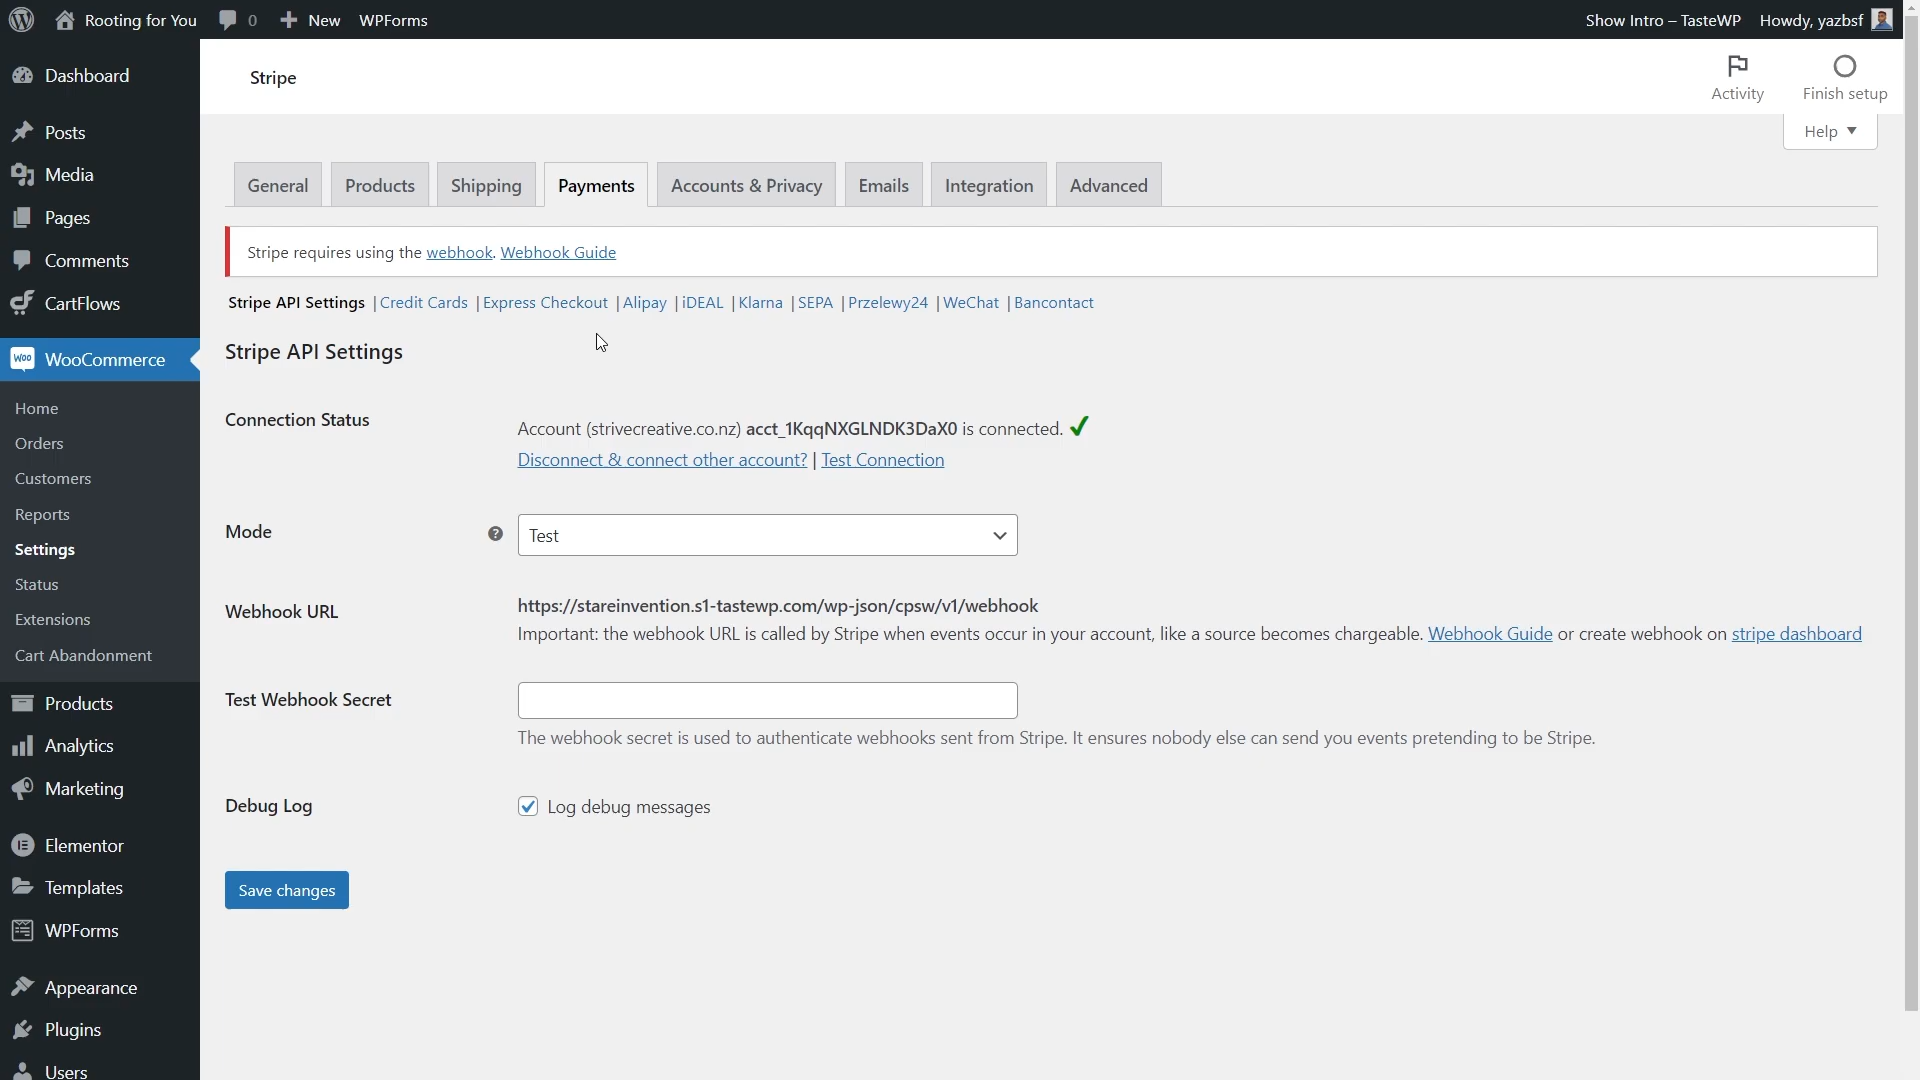 Rooting for You
0
New
WPForms
Show Intro – TasteWP
Howdy, yazbsf
Dashboard
Posts
Media
Pages
Comments
CartFlows
Woo
WooCommerce
Home
Orders
Customers
Reports
Settings
Status
Extensions
Cart Abandonment
Products
Analytics
Marketing
Elementor
Templates
WPForms
Appearance
Plugins
Users
Stripe
Activity
Finish setup
Help
General
Products
Shipping
Payments
Accounts & Privacy
Emails
Integration
Advanced
Stripe requires using the webhook. Webhook Guide
Stripe API Settings | Credit Cards | Express Checkout | Alipay | iDEAL | Klarna | SEPA | Przelewy24 | WeChat | Bancontact
Stripe API Settings
Connection Status
Account (strivecreative.co.nz) acct_1KqqNXGLNDK3DaX0 is connected.
Disconnect & connect other account? | Test Connection
Mode
?
Test
Webhook URL
https://stareinvention.s1-tastewp.com/wp-json/cpsw/v1/webhook
Important: the webhook URL is called by Stripe when events occur in your account, like a source becomes chargeable. Webhook Guide or create webhook on stripe dashboard
Test Webhook Secret
The webhook secret is used to authenticate webhooks sent from Stripe. It ensures nobody else can send you events pretending to be Stripe.
Debug Log
Log debug messages
Save changes